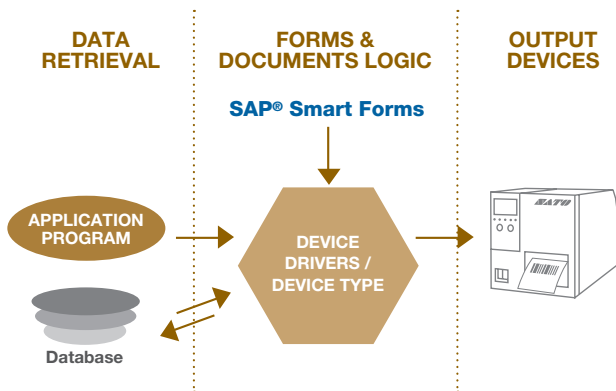 DATA
RETRIEVAL
FORMS &
DOCUMENTS LOGIC
OUTPUT
DEVICES
SAP® Smart Forms
APPLICATION
PROGRAM
DEVICE
DRIVERS /
DEVICE TYPE
SATO
Database